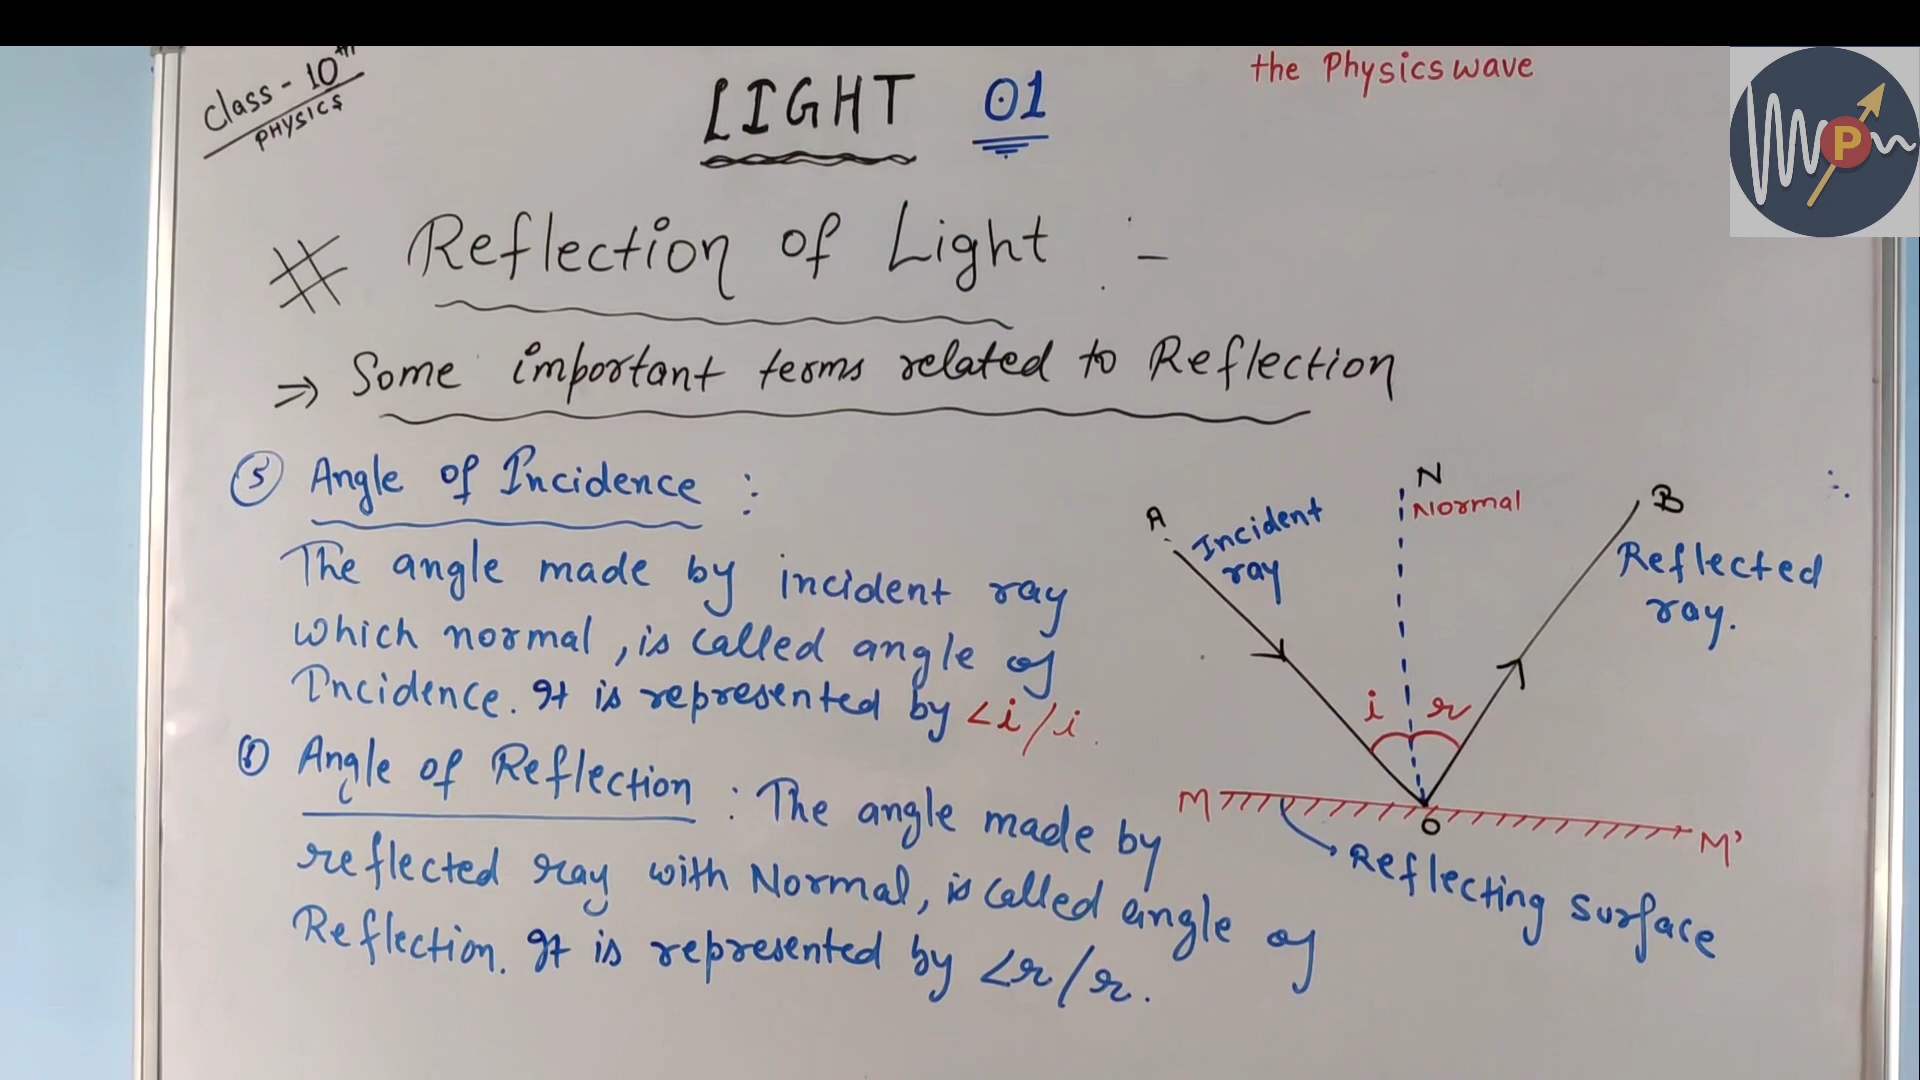 Class - 10th
PHYSICS
LIGHT 01
the Physics wave
P
# Reflection of Light :-
⇒ Some important terms related to Reflection
⑤ Angle of Incidence :
The angle made by incident ray
which normal, is called angle of
Incidence. It is represented by ∠i/i.
⑥ Angle of Reflection : The angle made by
reflected ray with Normal, is called angle of
Reflection. It is represented by ∠r/r.
N
Normal
A
Incident
ray
B
Reflected
ray.
i r
M
O
M'
Reflecting surface